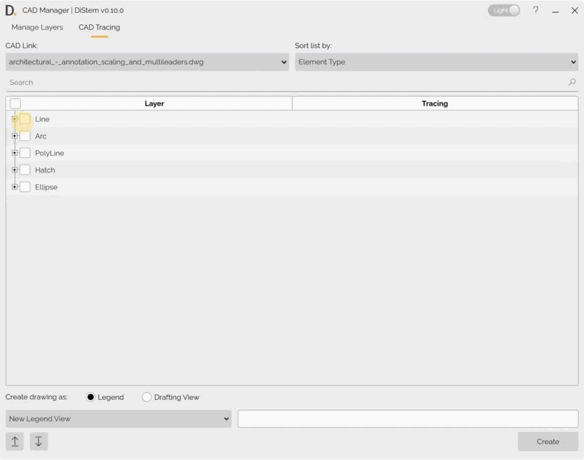 D. CAD Manager | DiStem v0.10.0 Light ?
Manage Layers CAD Tracing
CAD Link: Sort list by:
architectural_-_annotation_scaling_and_multileaders.dwg Element Type
Search
Layer Tracing
Line
Arc
PolyLine
Hatch
Ellipse
Create drawing as: Legend Drafting View
New Legend View
Create